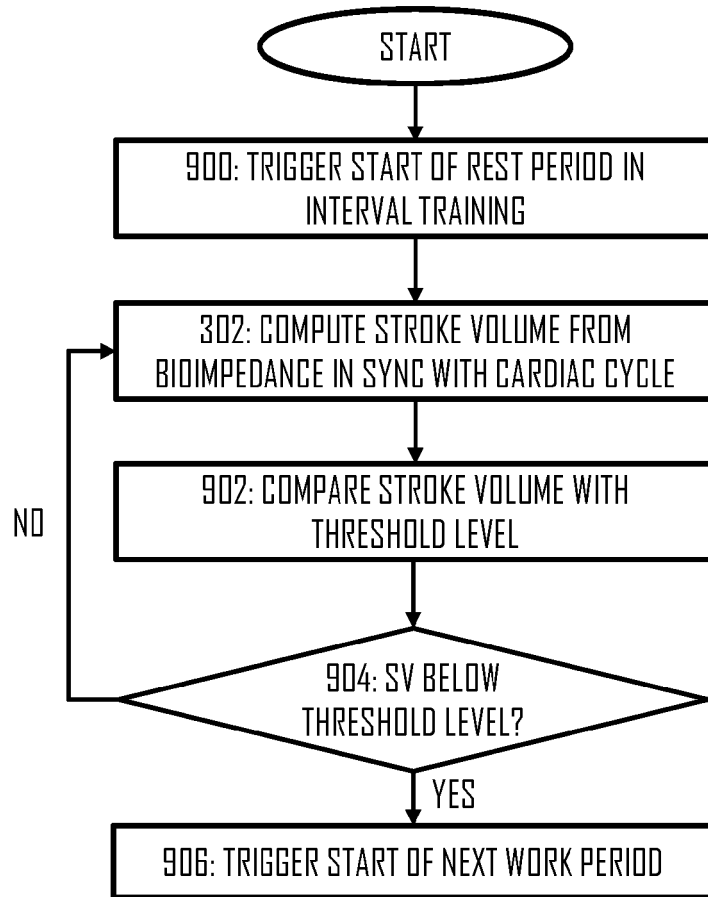 START
900: TRIGGER START OF REST PERIOD IN
INTERVAL TRAINING
302: COMPUTE STROKE VOLUME FROM
BIOIMPEDANCE IN SYNC WITH CARDIAC CYCLE
902: COMPARE STROKE VOLUME WITH
THRESHOLD LEVEL
NO
904: SV BELOW
THRESHOLD LEVEL?
YES
906: TRIGGER START OF NEXT WORK PERIOD